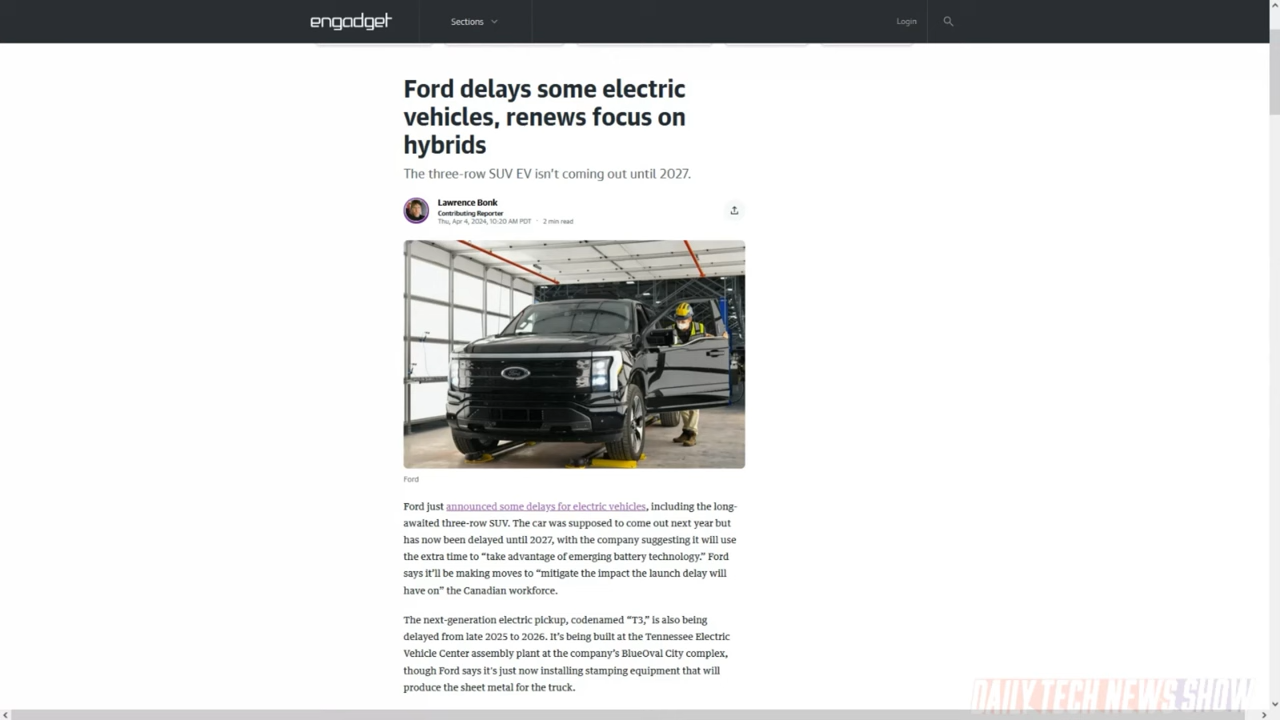 engadget
Sections
Login
Ford delays some electric
vehicles, renews focus on
hybrids
The three-row SUV EV isn't coming out until 2027.
Lawrence Bonk
Contributing Reporter
Thu, Apr 4, 2024, 10:20 AM PDT · 2 min read
Ford
Ford
Ford just announced some delays for electric vehicles, including the long-
awaited three-row SUV. The car was supposed to come out next year but
has now been delayed until 2027, with the company suggesting it will use
the extra time to “take advantage of emerging battery technology.” Ford
says it'll be making moves to “mitigate the impact the launch delay will
have on” the Canadian workforce.
The next-generation electric pickup, codenamed “T3,” is also being
delayed from late 2025 to 2026. It's being built at the Tennessee Electric
Vehicle Center assembly plant at the company's BlueOval City complex,
though Ford says it's just now installing stamping equipment that will
produce the sheet metal for the truck.
DAILY TECH NEWS SHOW